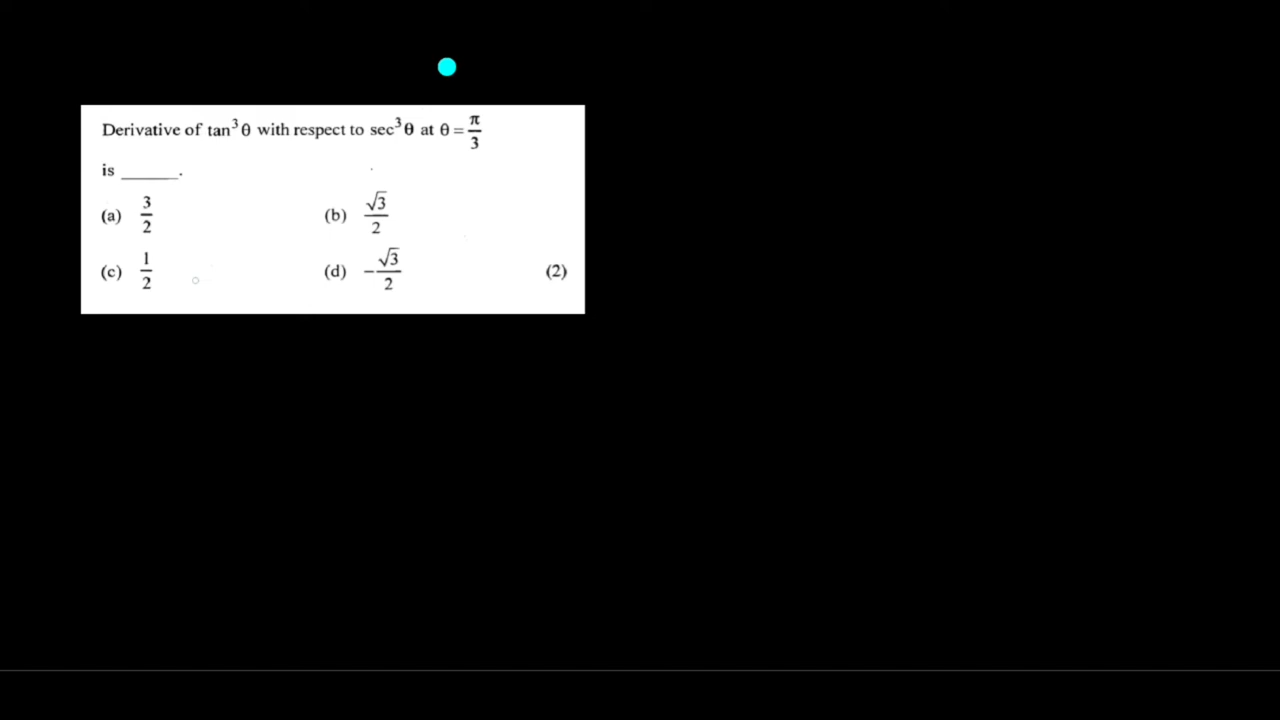 Derivative of tan³θ with respect to sec³θ at θ = π/3
is ______.
(a) 3/2 (b) √3/2
(c) 1/2 (d) −√3/2 (2)